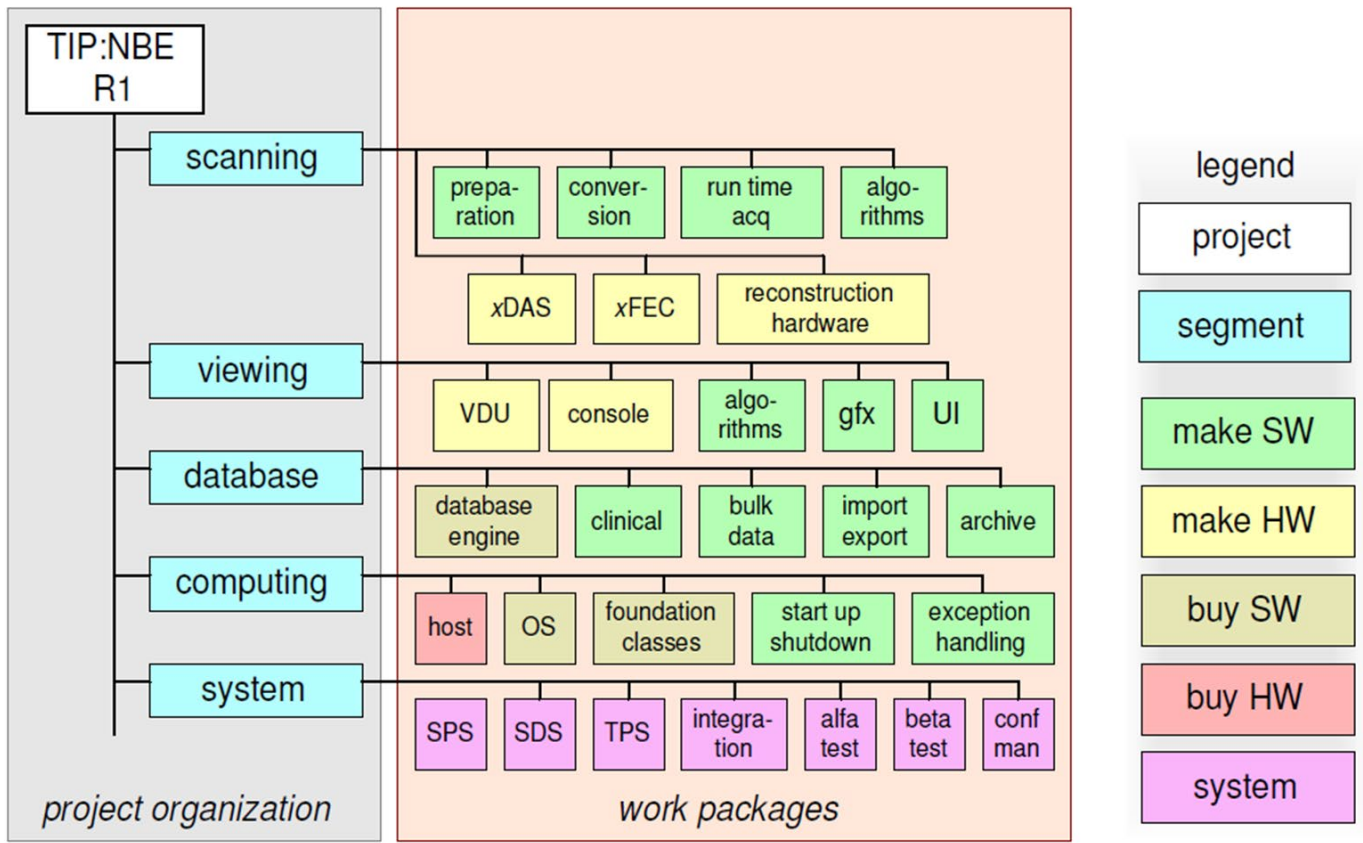 TIP:NBE
R1
scanning
prepa-
ration
conver-
sion
run time
acq
algo-
rithms
xDAS
xFEC
reconstruction
hardware
viewing
VDU
console
algo-
rithms
gfx
UI
database
database
engine
clinical
bulk
data
import
export
archive
computing
host
OS
foundation
classes
start up
shutdown
exception
handling
system
SPS
SDS
TPS
integra-
tion
alfa
test
beta
test
conf
man
project organization
work packages
legend
project
segment
make SW
make HW
buy SW
buy HW
system